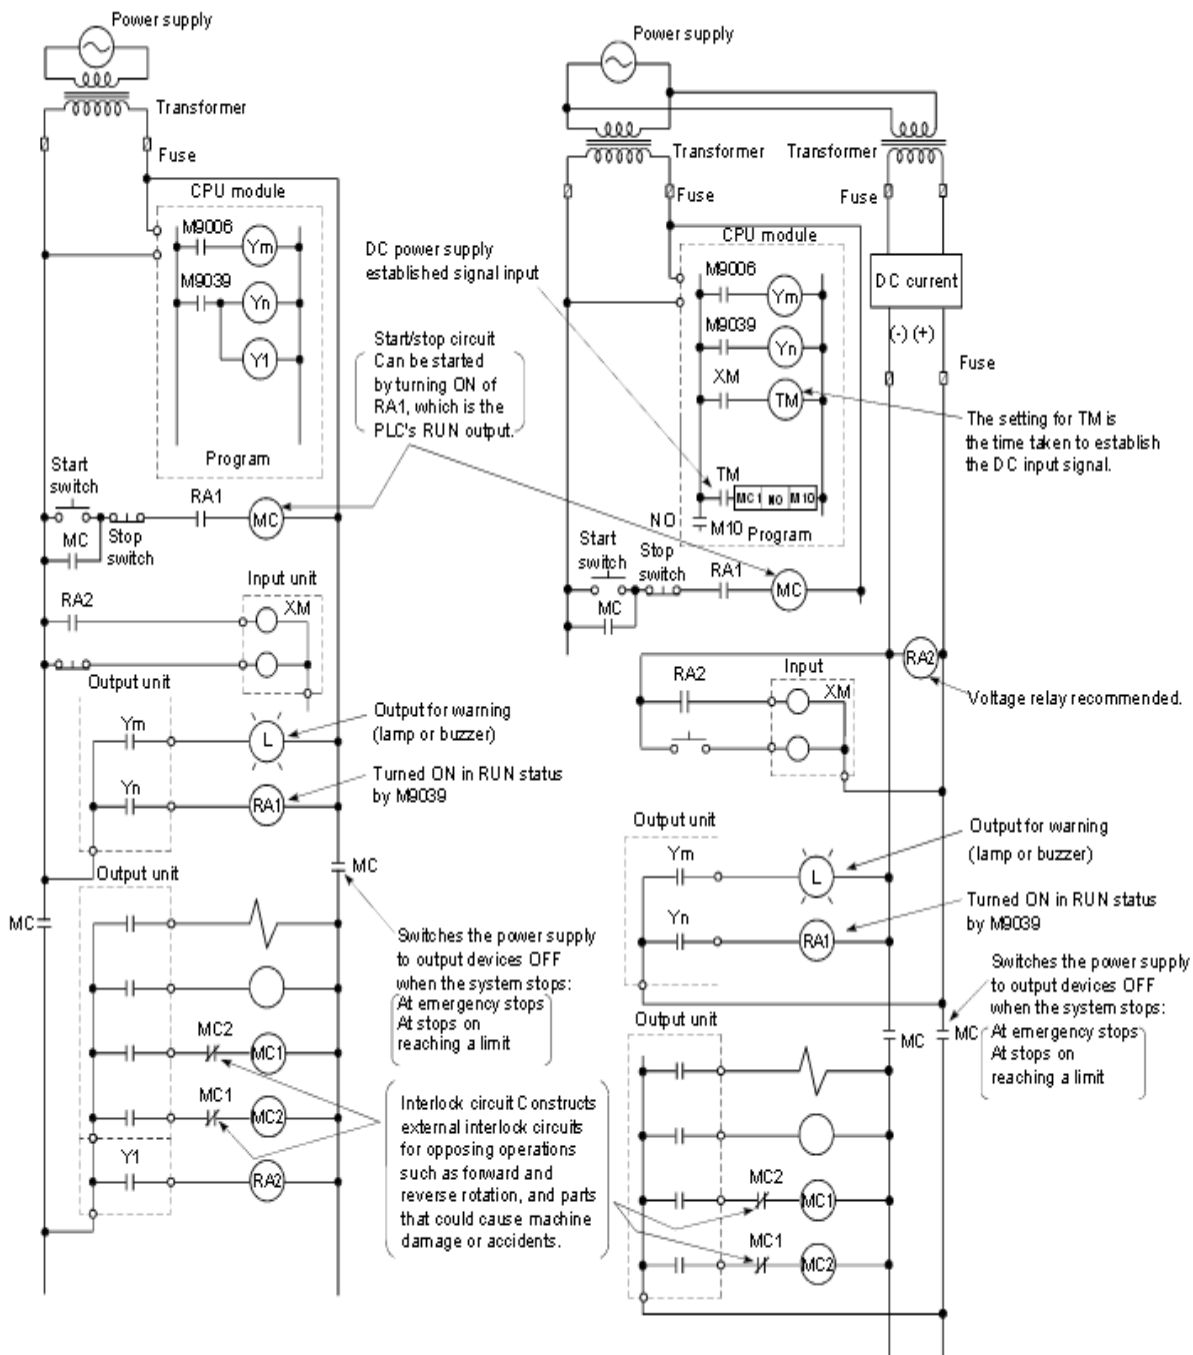 Power supply
Transformer
Fuse
CPU module
M9006
Ym
M9039
Yn
Y1
Program
Start/stop circuit
Can be started
by turning ON of
RA1, which is the
PLC's RUN output.
Start
switch
RA1
MC
MC
Stop
switch
Input unit
RA2
XM
Output unit
Ym
L
Output for warning
(lamp or buzzer)
Yn
RA1
Turned ON in RUN status
by M9039
MC
Output unit
MC
Switches the power supply
to output devices OFF
when the system stops:
At emergency stops
At stops on
reaching a limit
MC2
MC1
MC1
MC2
Interlock circuit Constructs
external interlock circuits
for opposing operations
such as forward and
reverse rotation, and parts
that could cause machine
damage or accidents.
Y1
RA2
Power supply
Transformer
Transformer
Fuse
Fuse
CPU module
DC power supply
established signal input
M9006
Ym
DC current
M9039
Yn
(-) (+)
Fuse
XM
TM
The setting for TM is
the time taken to establish
the DC input signal.
TM
MC1 NO M10
NO
M10
Program
Start
switch
Stop
switch
RA1
MC
MC
RA2
Voltage relay recommended.
Input
RA2
XM
Output unit
Ym
L
Output for warning
(lamp or buzzer)
Yn
RA1
Turned ON in RUN status
by M9039
Switches the power supply
to output devices OFF
when the system stops:
At emergency stops
At stops on
reaching a limit
Output unit
MC
MC
MC2
MC1
MC1
MC2